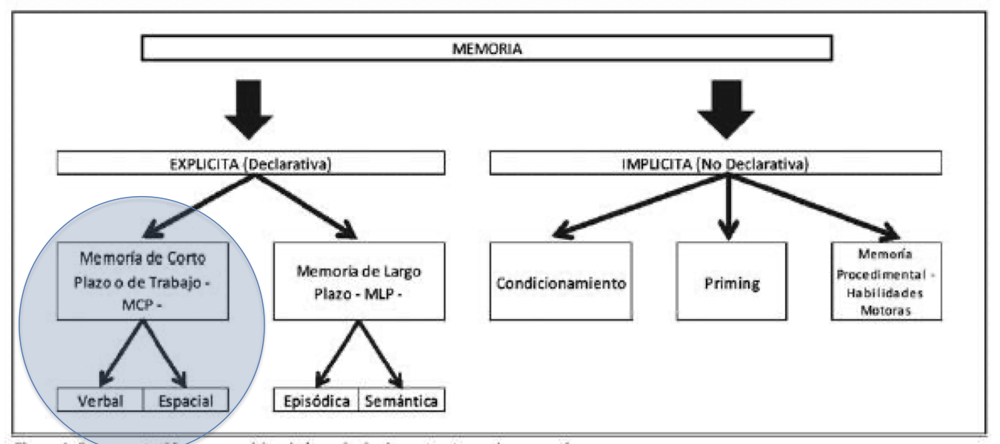 MEMORIA
EXPLICITA (Declarativa)
IMPLICITA (No Declarativa)
Memoria de Corto
Plazo o de Trabajo -
MCP -
Memoria de Largo
Plazo - MLP -
Condicionamiento
Priming
Memoria
Procedimental -
Habilidades
Motoras
Verbal
Espacial
Episódica
Semántica